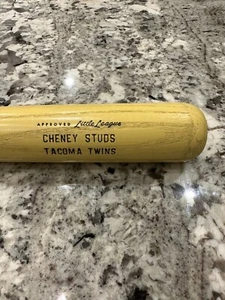 APPROVED Little League
CHENEY STUDS
TACOMA TWINS